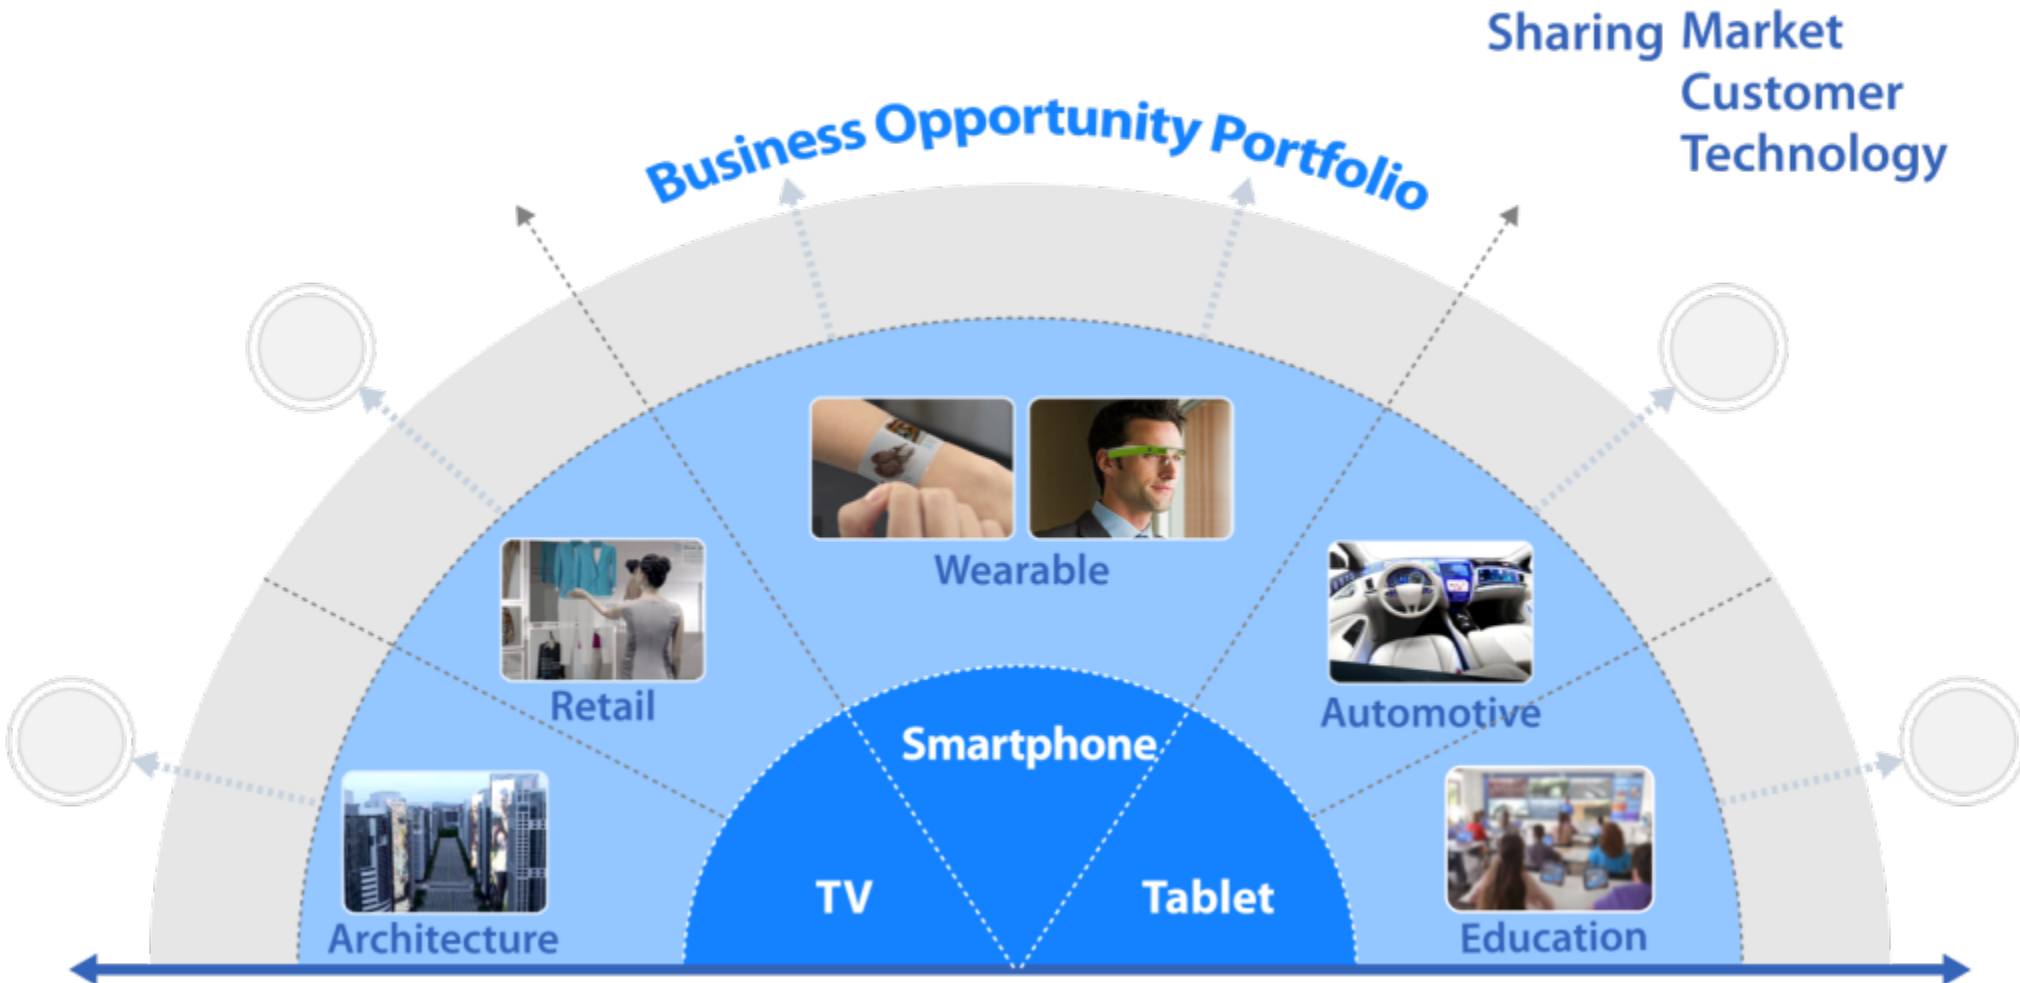 Sharing Market
Customer
Technology
Business Opportunity Portfolio
Wearable
Retail
Automotive
Smartphone
TV
Tablet
Architecture
Education